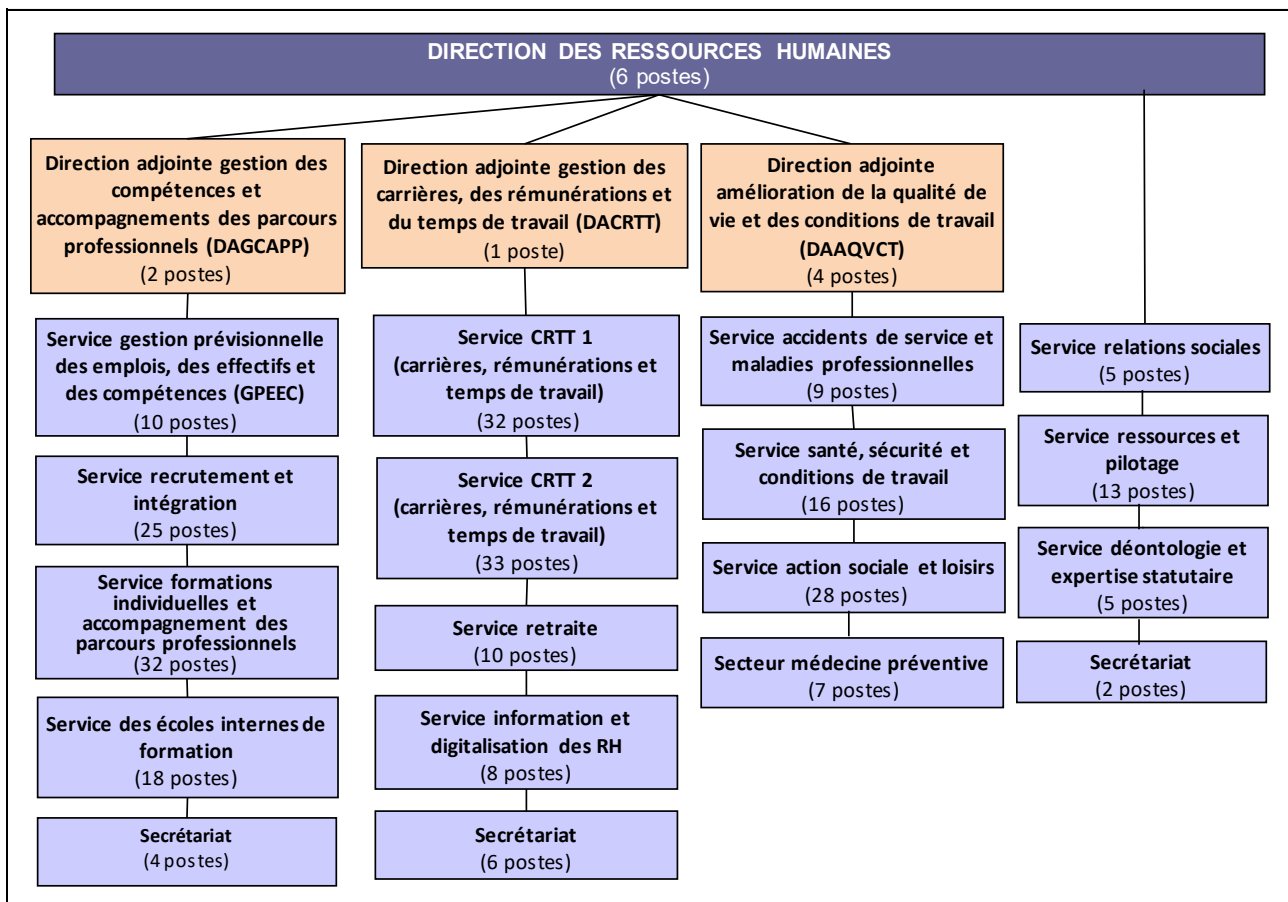 DIRECTION DES RESSOURCES HUMAINES
(6 postes)
Direction adjointe gestion des
compétences et
accompagnements des parcours
professionnels (DAGCAPP)
(2 postes)
Service gestion prévisionnelle
des emplois, des effectifs et
des compétences (GPEEC)
(10 postes)
Service recrutement et
intégration
(25 postes)
Service formations
individuelles et
accompagnement des
parcours professionnels
(32 postes)
Service des écoles internes de
formation
(18 postes)
Secrétariat
(4 postes)
Direction adjointe gestion des
carrières, des rémunérations et
du temps de travail (DACRTT)
(1 poste)
Service CRTT 1
(carrières, rémunérations et
temps de travail)
(32 postes)
Service CRTT 2
(carrières, rémunérations et
temps de travail)
(33 postes)
Service retraite
(10 postes)
Service information et
digitalisation des RH
(8 postes)
Secrétariat
(6 postes)
Direction adjointe
amélioration de la qualité de
vie et des conditions de travail
(DAAQVCT)
(4 postes)
Service accidents de service et
maladies professionnelles
(9 postes)
Service santé, sécurité et
conditions de travail
(16 postes)
Service action sociale et loisirs
(28 postes)
Secteur médecine préventive
(7 postes)
Service relations sociales
(5 postes)
Service ressources et
pilotage
(13 postes)
Service déontologie et
expertise statutaire
(5 postes)
Secrétariat
(2 postes)